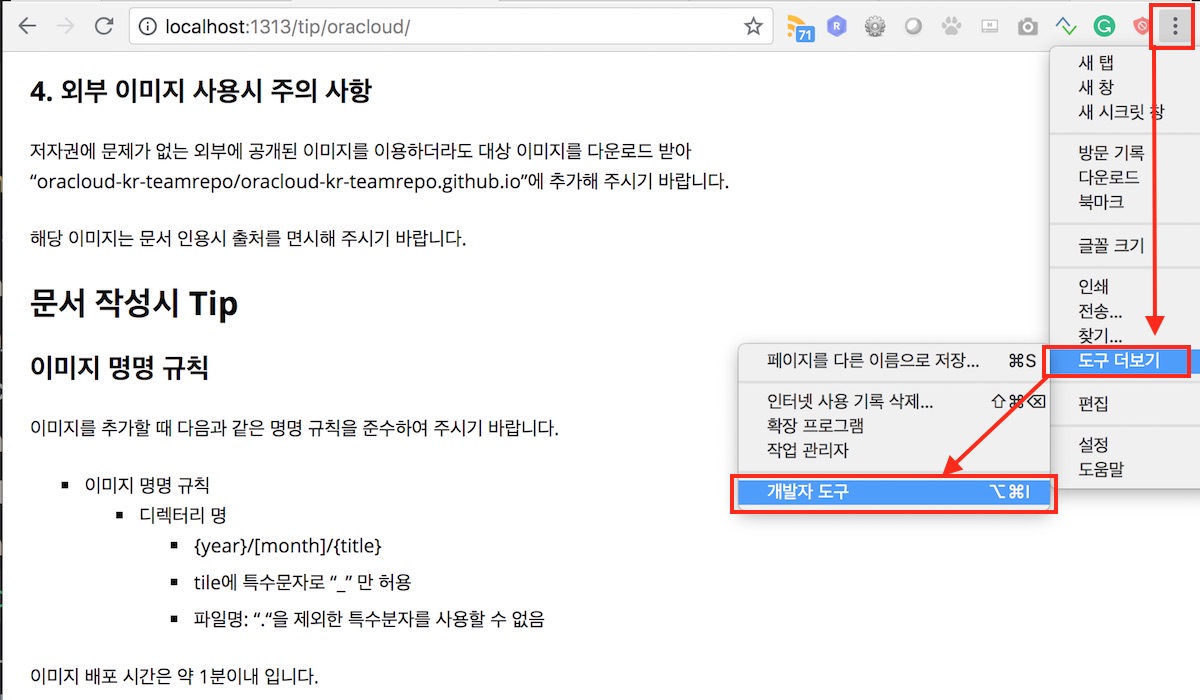 localhost:1313/tip/oracloud/
71
R
G
4. 외부 이미지 사용시 주의 사항
저자권에 문제가 없는 외부에 공개된 이미지를 이용하더라도 대상 이미지를 다운로드 받아
“oracloud-kr-teamrepo/oracloud-kr-teamrepo.github.io”에 추가해 주시기 바랍니다.
해당 이미지는 문서 인용시 출처를 면시해 주시기 바랍니다.
문서 작성시 Tip
이미지 명명 규칙
이미지를 추가할 때 다음과 같은 명명 규칙을 준수하여 주시기 바랍니다.
▪ 이미지 명명 규칙
▪ 디렉터리 명
▪ {year}/[month]/{title}
▪ tile에 특수문자로 “_” 만 허용
▪ 파일명: “.“을 제외한 특수분자를 사용할 수 없음
이미지 배포 시간은 약 1분이내 입니다.
새 탭
새 창
새 시크릿 창
방문 기록
다운로드
북마크
글꼴 크기
인쇄
전송...
찾기...
도구 더보기
편집
설정
도움말
페이지를 다른 이름으로 저장... ⌘S
인터넷 사용 기록 삭제... ⇧⌘⌫
확장 프로그램
작업 관리자
개발자 도구 ⌥⌘I